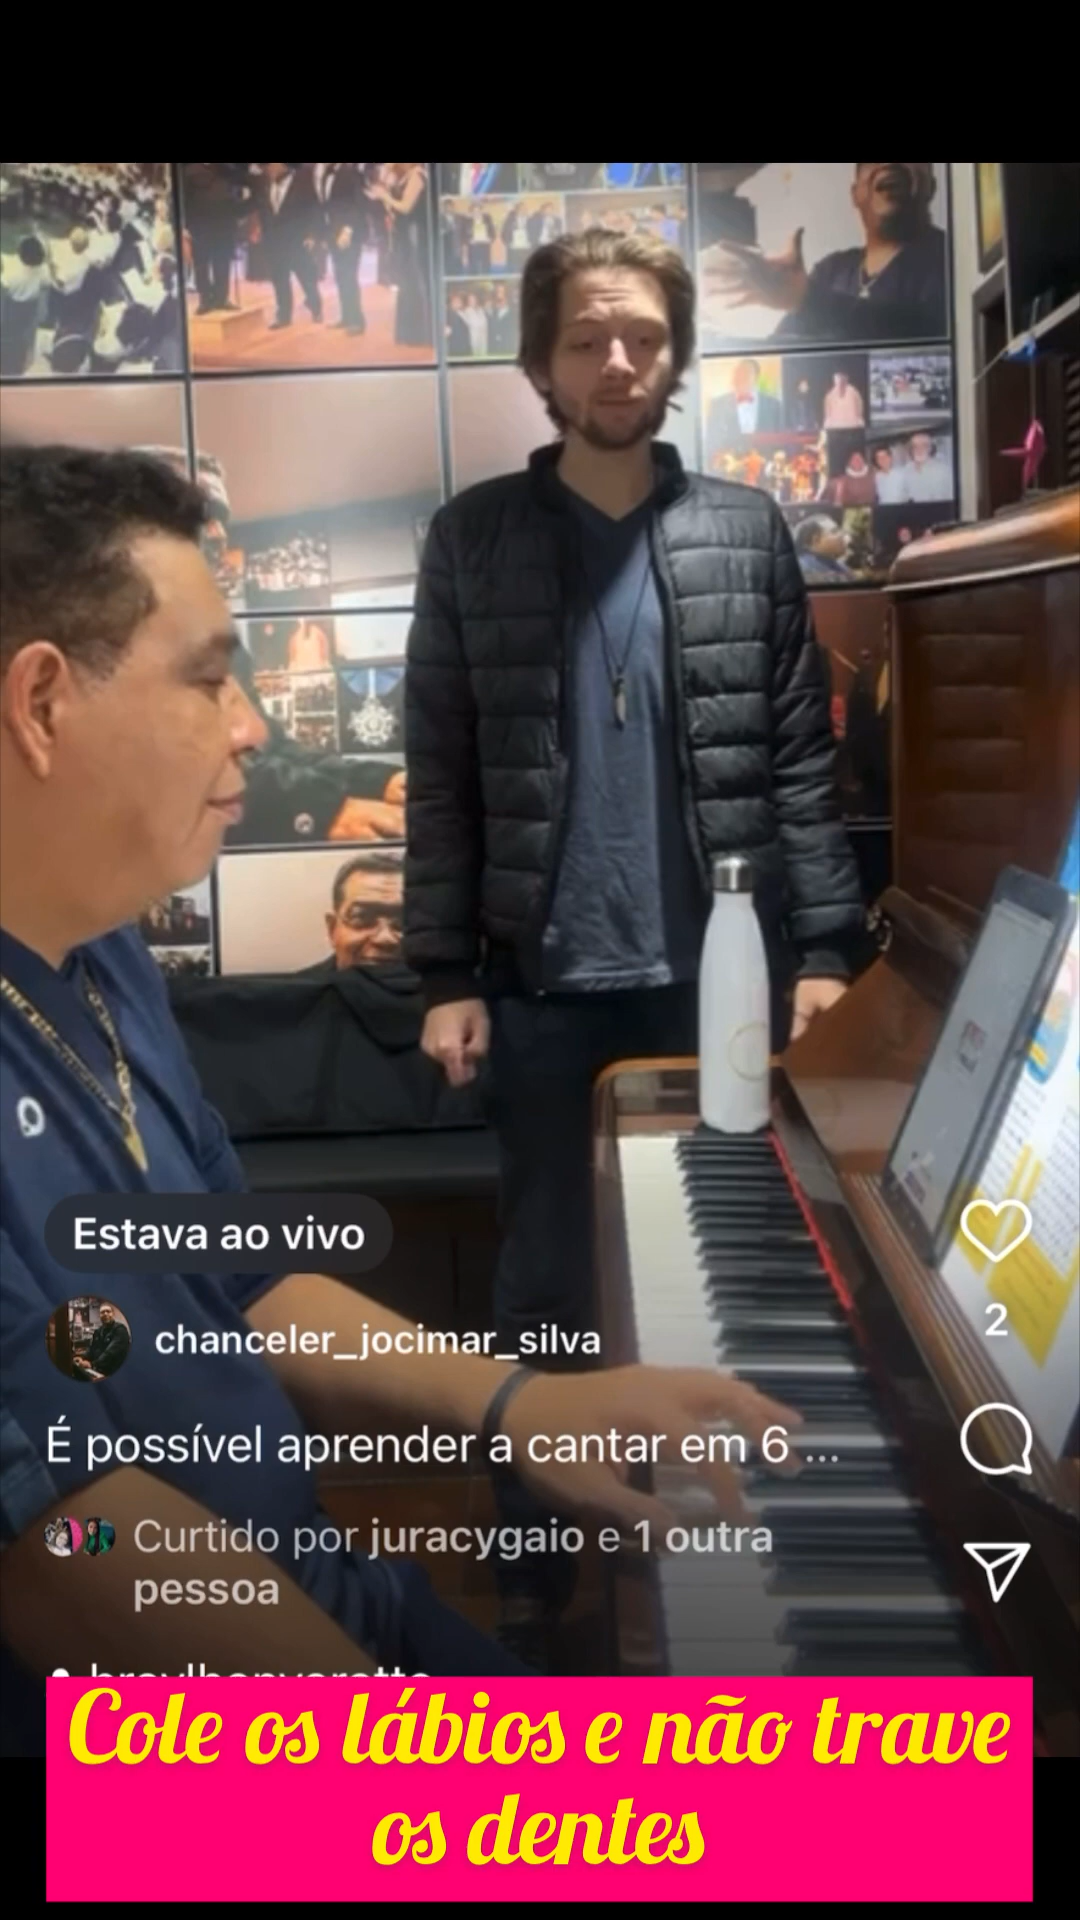 Estava ao vivo
chanceler_jocimar_silva
2
É possível aprender a cantar em 6 ...
Curtido por juracygaio e 1 outra
pessoa
Cole os lábios e não trave
os dentes